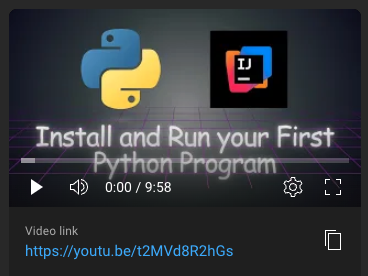 IJ
Install and Run your First
Python Program
0:00 / 9:58
Video link
https://youtu.be/t2MVd8R2hGs